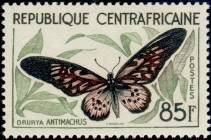 REPUBLIQUE CENTRAFRICAINE
POSTES
DRURYA ANTIMACHUS
85F